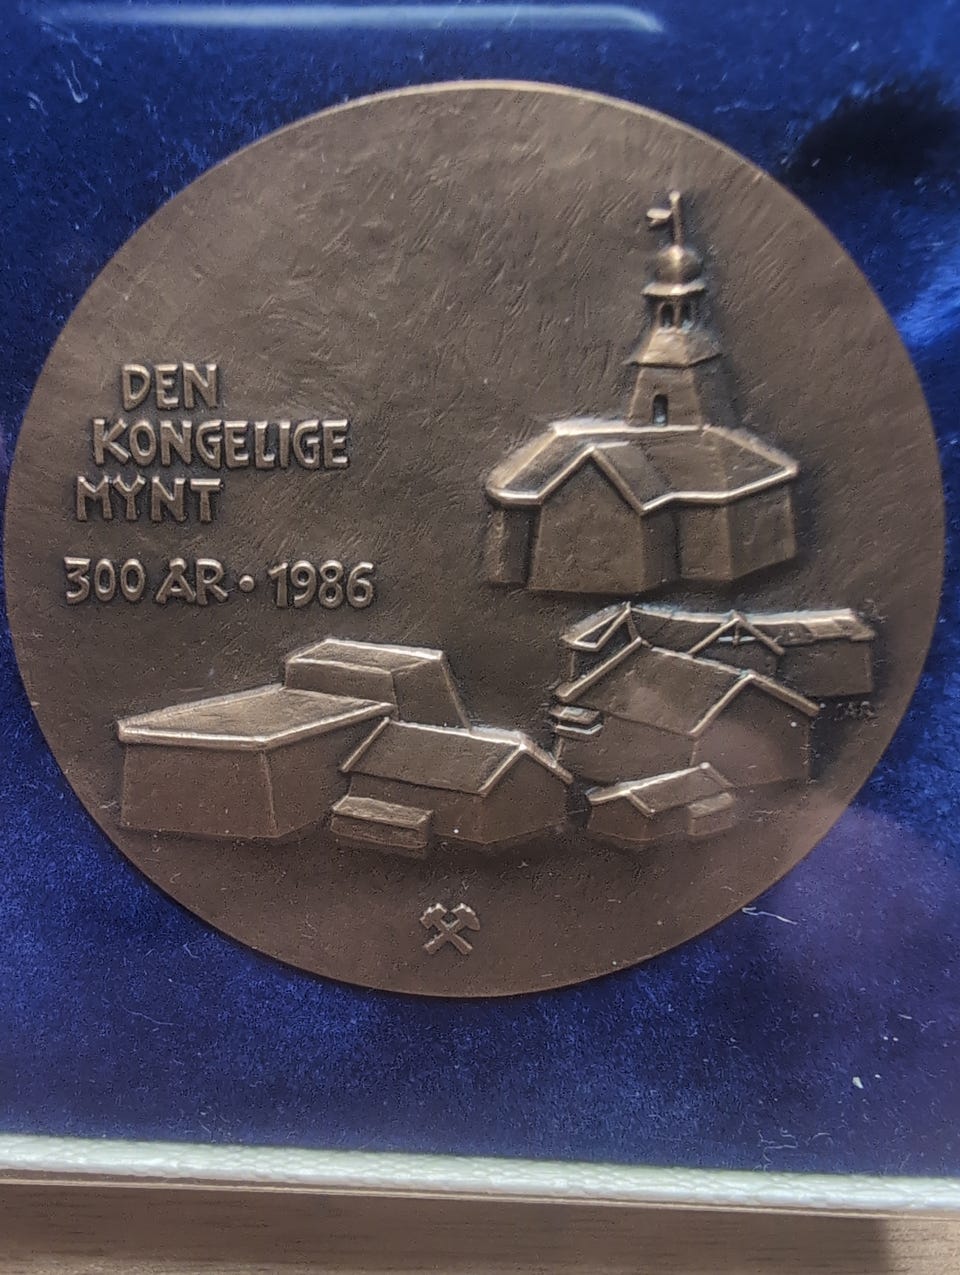 DEN
KONGELIGE
MYNT
300 ÅR · 1986